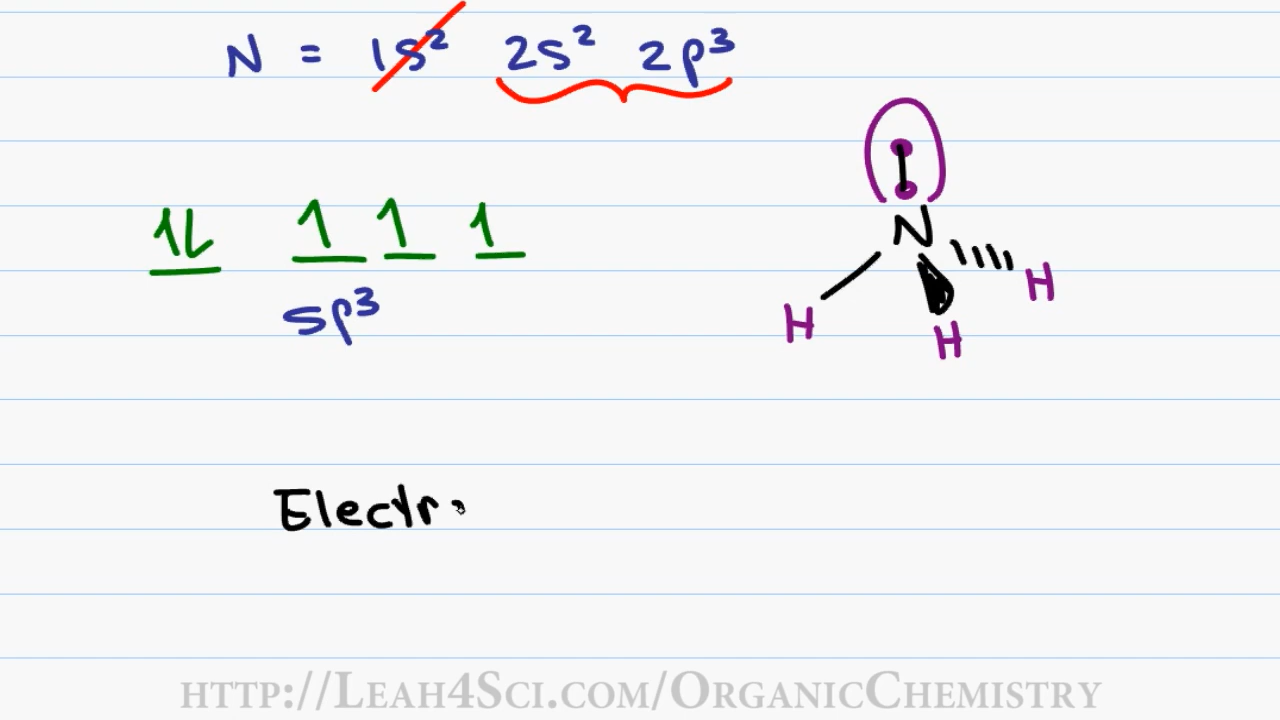 N = 1s² 2s² 2p³
1L 1 1 1
sp³
N
H
H
H
Electr
HTTP://LEAH4SCI.COM/ORGANICCHEMISTRY